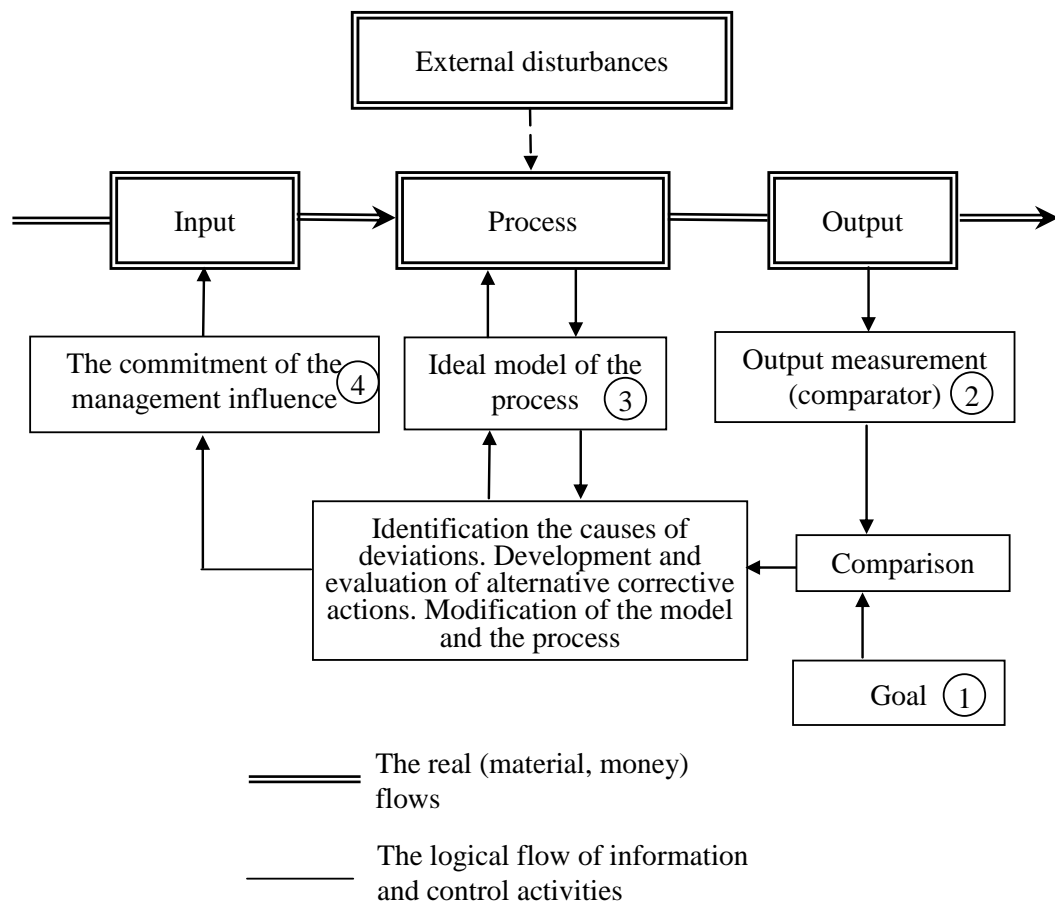 External disturbances
Input
Process
Output
The commitment of the
management influence
4
Ideal model of the
process
3
Output measurement
(comparator)
2
Identification the causes of
deviations. Development and
evaluation of alternative corrective
actions. Modification of the model
and the process
Comparison
Goal
1
The real (material, money)
flows
The logical flow of information
and control activities